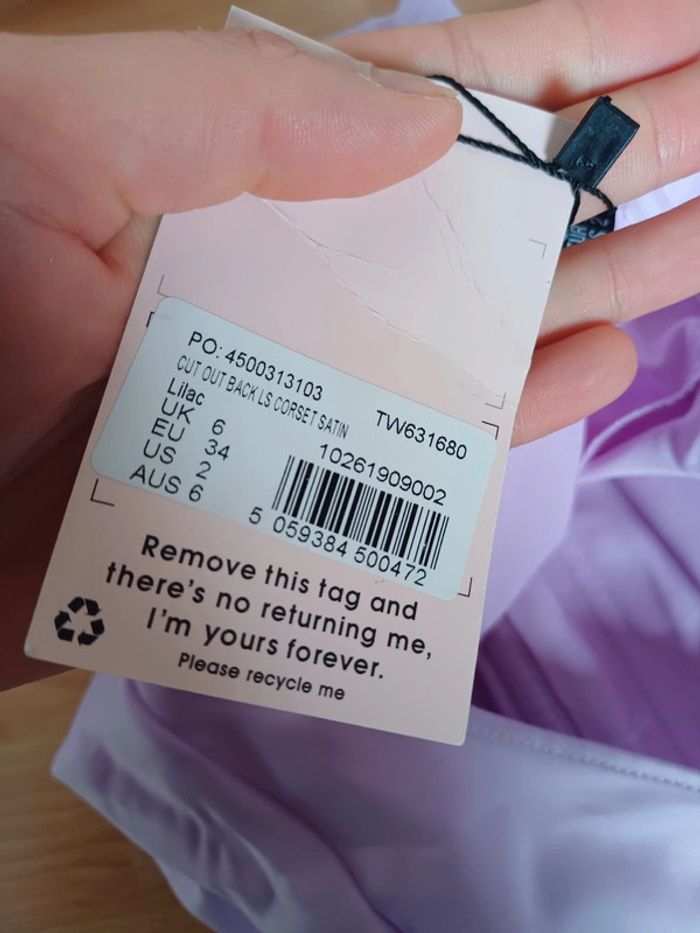 PO: 4500313103
TW631680
CUT OUT BACK LS CORSET SATIN
Lilac
10261909002
UK 6
EU 34
US 2
AUS 6
5 059384 500472
Remove this tag and
there's no returning me,
I'm yours forever.
Please recycle me